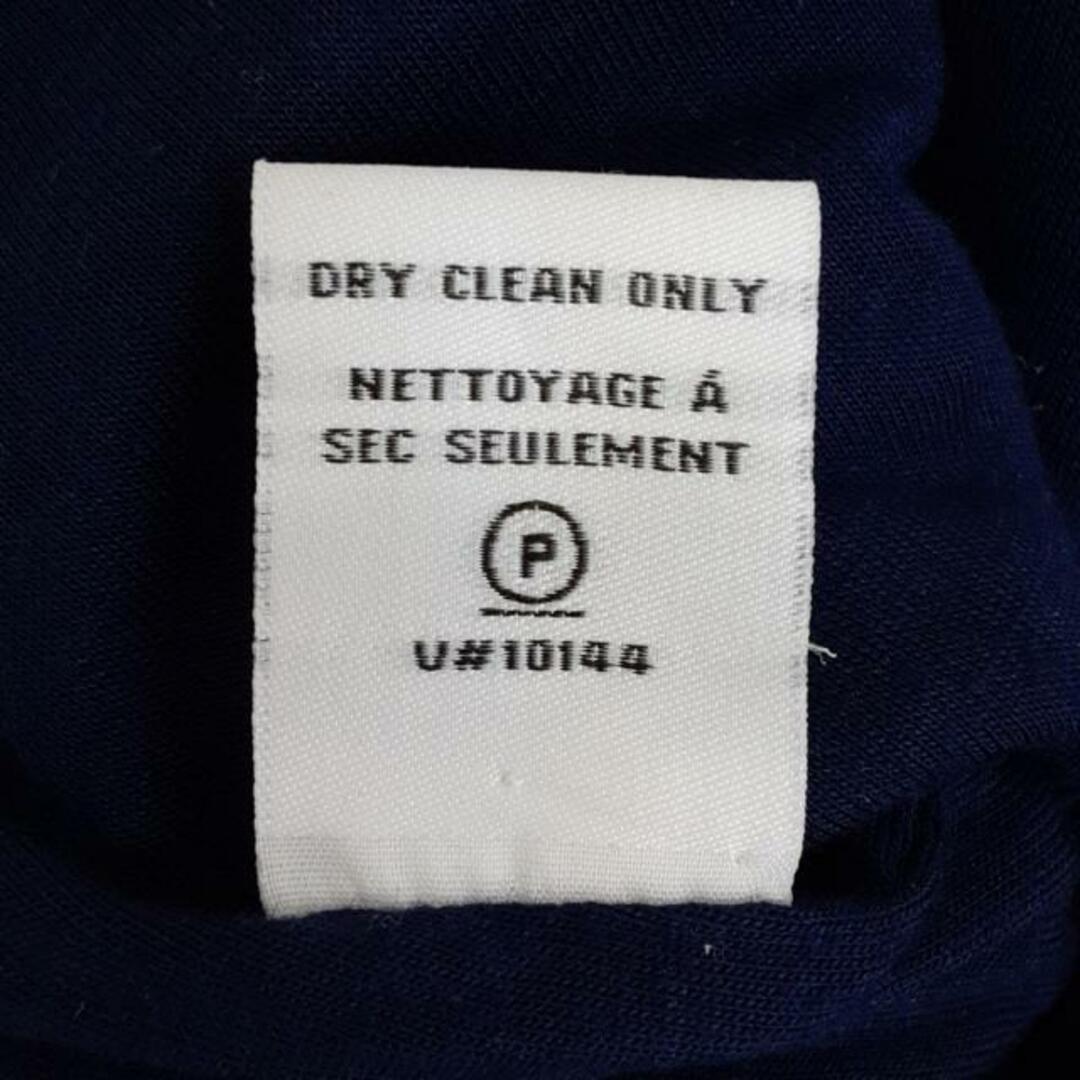 DRY CLEAN ONLY
NETTOYAGE Á
SEC SEULEMENT
P
V#10144